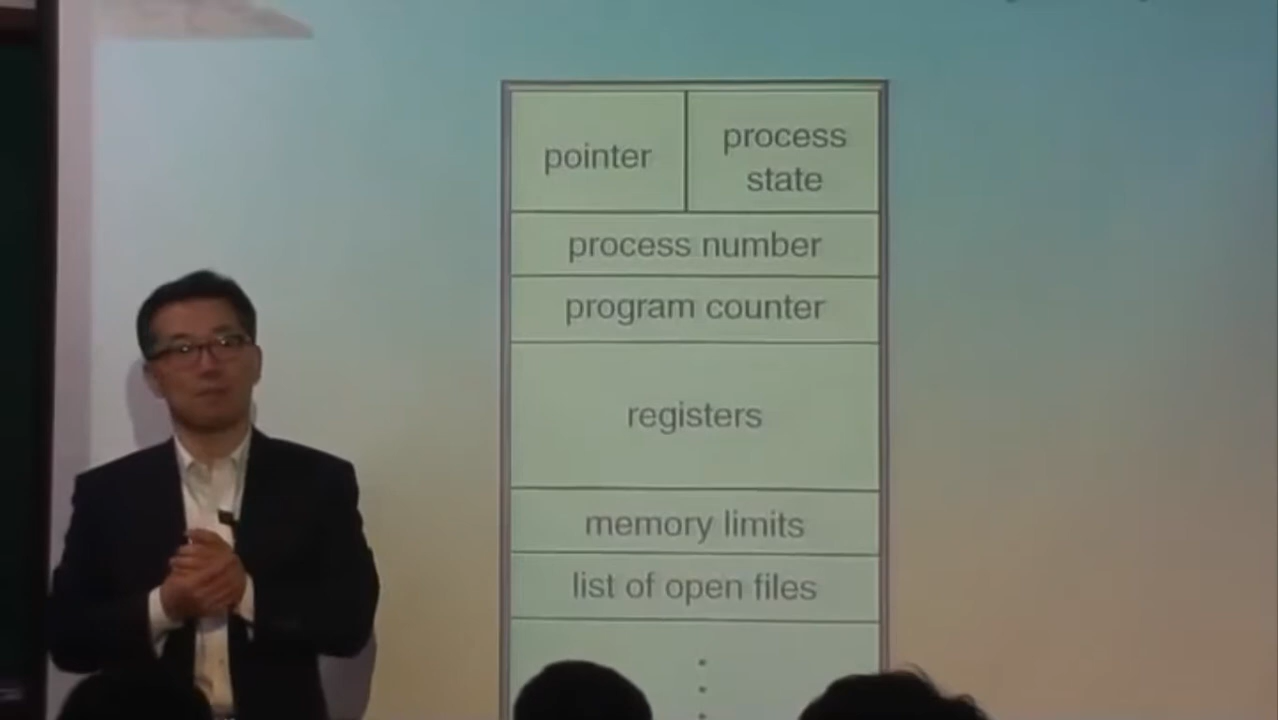 pointer
process
state
process number
program counter
registers
memory limits
list of open files